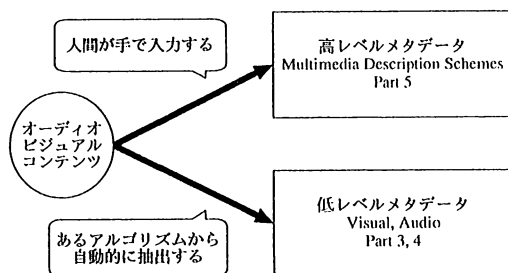 人間が手で入力する
高レベルメタデータ
Multimedia Description Schemes
Part 5
オーディオ
ビジュアル
コンテンツ
あるアルゴリズムから
自動的に抽出する
低レベルメタデータ
Visual, Audio
Part 3, 4